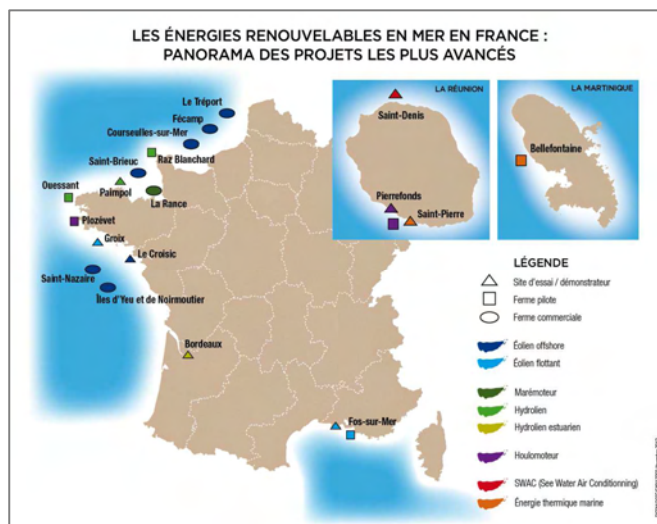 LES ÉNERGIES RENOUVELABLES EN MER EN FRANCE :
PANORAMA DES PROJETS LES PLUS AVANCÉS
Le Tréport
Fécamp
Courseulles-sur-Mer
Raz Blanchard
Saint-Brieuc
Ouessant
Paimpol
La Rance
Plozévet
Groix
Le Croisic
Saint-Nazaire
Îles d'Yeu et de Noirmoutier
Bordeaux
Fos-sur-Mer
LA RÉUNION
Saint-Denis
Pierrefonds
Saint-Pierre
LA MARTINIQUE
Bellefontaine
LÉGENDE
Site d'essai / démonstrateur
Ferme pilote
Ferme commerciale
Éolien offshore
Éolien flottant
Marémoteur
Hydrolien
Hydrolien estuarien
Houlomoteur
SWAC (See Water Air Conditionning)
Énergie thermique marine